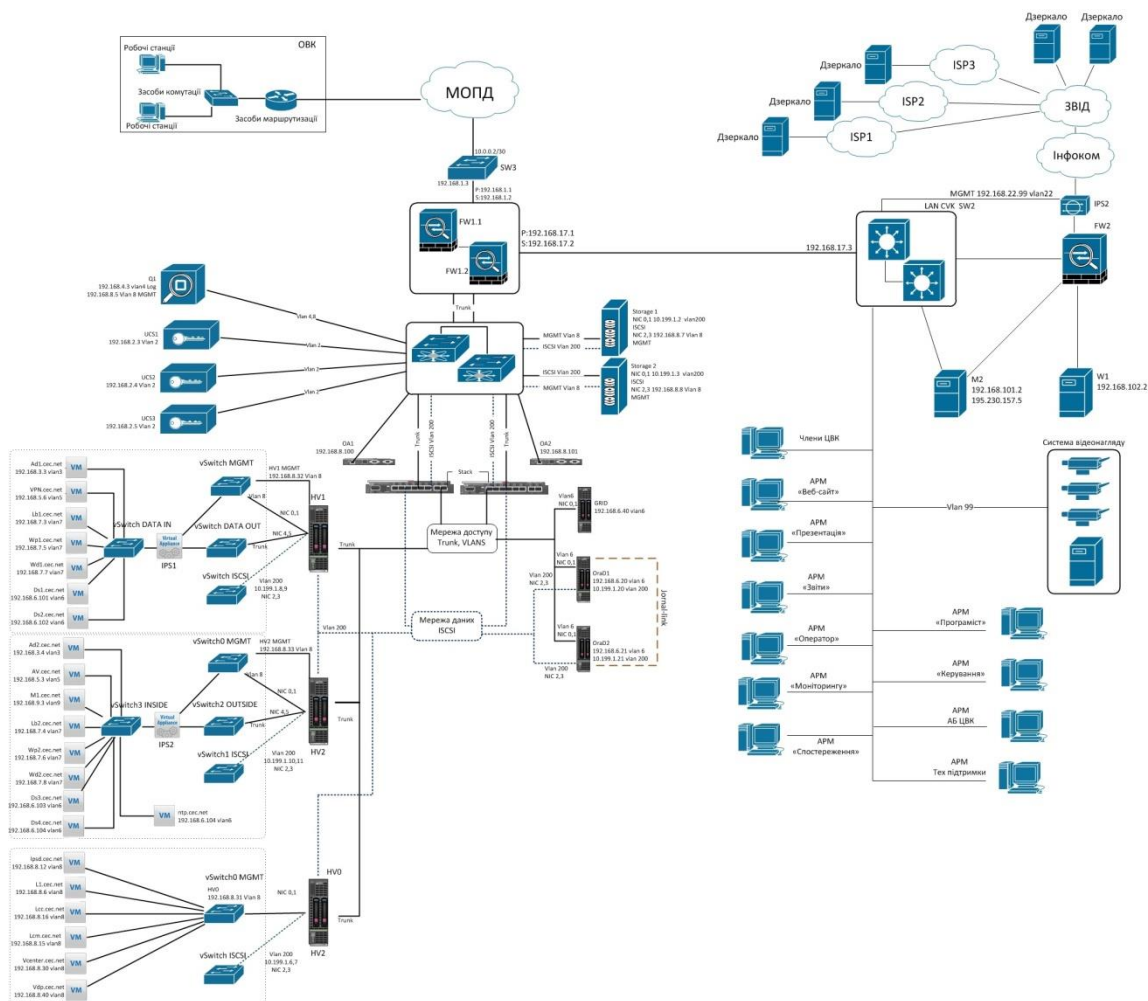 ОВК
Робочі станції
Засоби комутації
Робочі станції
Засоби маршрутизації
МОПД
10.0.0.2/30
SW3
192.168.1.3
P:192.168.1.1
S:192.168.1.2
FW1.1
FW1.2
P:192.168.17.1
S:192.168.17.2
192.168.17.3
Trunk
Дзеркало
Дзеркало
Дзеркало
ISP3
Дзеркало
ISP2
Дзеркало
ISP1
ЗВІД
Інфоком
MGMT 192.168.22.99 vlan22
LAN CVK SW2
IPS2
FW2
M2
192.168.101.2
195.230.157.5
W1
192.168.102.2
Q1
192.168.4.3 vlan4 Log
192.168.8.5 Vlan 8 MGMT
Vlan 4,8
UCS1
192.168.2.3 Vlan 2
Vlan 2
UCS2
192.168.2.4 Vlan 2
Vlan 2
UCS3
192.168.2.5 Vlan 2
Vlan 2
MGMT Vlan 8
ISCSI Vlan 200
Storage 1
NIC 0,1 10.199.1.2 vlan200
ISCSI
NIC 2,3 192.168.8.7 Vlan 8
MGMT
ISCSI Vlan 200
MGMT Vlan 8
Storage 2
NIC 0,1 10.199.1.3 vlan200
ISCSI
NIC 2,3 192.168.8.8 Vlan 8
MGMT
OA1
192.168.8.100
Trunk
ISCSI Vlan 200
ISCSI Vlan 200
Trunk
OA2
192.168.8.101
Stack
Мережа доступу
Trunk, VLANS
Мережа даних
ISCSI
Vlan6
NIC 0,1
GRID
192.168.6.40 vlan6
Vlan 6
NIC 0,1
OraD1
192.168.6.20 vlan 6
10.199.1.20 vlan 200
Vlan 200
NIC 2,3
Jornal-link
Vlan 6
NIC 0,1
OraD2
192.168.6.21 vlan 6
10.199.1.21 vlan 200
Vlan 200
NIC 2,3
Ad1.cec.net
192.168.3.3 vlan3
VM
VPN.cec.net
192.168.5.6 vlan5
VM
Lb1.cec.net
192.168.7.3 vlan7
VM
Wp1.cec.net
192.168.7.5 vlan7
VM
Wd1.cec.net
192.168.7.7 vlan7
VM
Ds1.cec.net
192.168.6.101 vlan6
VM
Ds2.cec.net
192.168.6.102 vlan6
VM
vSwitch MGMT
vSwitch DATA IN
vSwitch DATA OUT
Virtual Appliance
IPS1
vSwitch ISCSI
HV1 MGMT
192.168.8.32 Vlan 8
Vlan 8
NIC 0,1
NIC 4,5
Trunk
HV1
Vlan 200
10.199.1.8,9
NIC 2,3
Trunk
Vlan 200
Ad2.cec.net
192.168.3.4 vlan3
VM
AV.cec.net
192.168.5.3 vlan5
VM
M1.cec.net
192.168.9.3 vlan9
VM
Lb2.cec.net
192.168.7.4 vlan7
VM
Wp2.cec.net
192.168.7.6 vlan7
VM
Wd2.cec.net
192.168.7.8 vlan7
VM
Ds3.cec.net
192.168.6.103 vlan6
VM
Ds4.cec.net
192.168.6.104 vlan6
VM
VM
ntp.cec.net
192.168.6.104 vlan6
vSwitch0 MGMT
vSwitch3 INSIDE
Virtual Appliance
IPS2
vSwitch2 OUTSIDE
vSwitch1 ISCSI
HV2 MGMT
192.168.8.33 Vlan 8
Vlan 8
NIC 0,1
NIC 4,5
Trunk
HV2
Vlan 200
10.199.1.10,11
NIC 2,3
Trunk
Ipsd.cec.net
VM
L1.cec.net
192.168.8.6 vlan8
VM
Lcc.cec.net
192.168.8.16 vlan8
VM
Lcm.cec.net
192.168.8.15 vlan8
VM
Vcenter.cec.net
192.168.8.30 vlan8
VM
Vdp.cec.net
192.168.8.40 vlan8
VM
vSwitch0 MGMT
HV0
192.168.8.31 Vlan 8
NIC 0,1
HV0
HV2
Trunk
vSwitch ISCSI
Vlan 200
10.199.1.6,7
NIC 2,3
Члени ЦВК
АРМ
«Веб-сайт»
АРМ
«Презентація»
АРМ
«Звіти»
АРМ
«Оператор»
АРМ
«Моніторингу»
АРМ
«Спостереження»
АРМ
«Програміст»
АРМ
«Керування»
АРМ
АБ ЦВК
АРМ
Тех підтримки
Vlan 99
Система відеонагляду